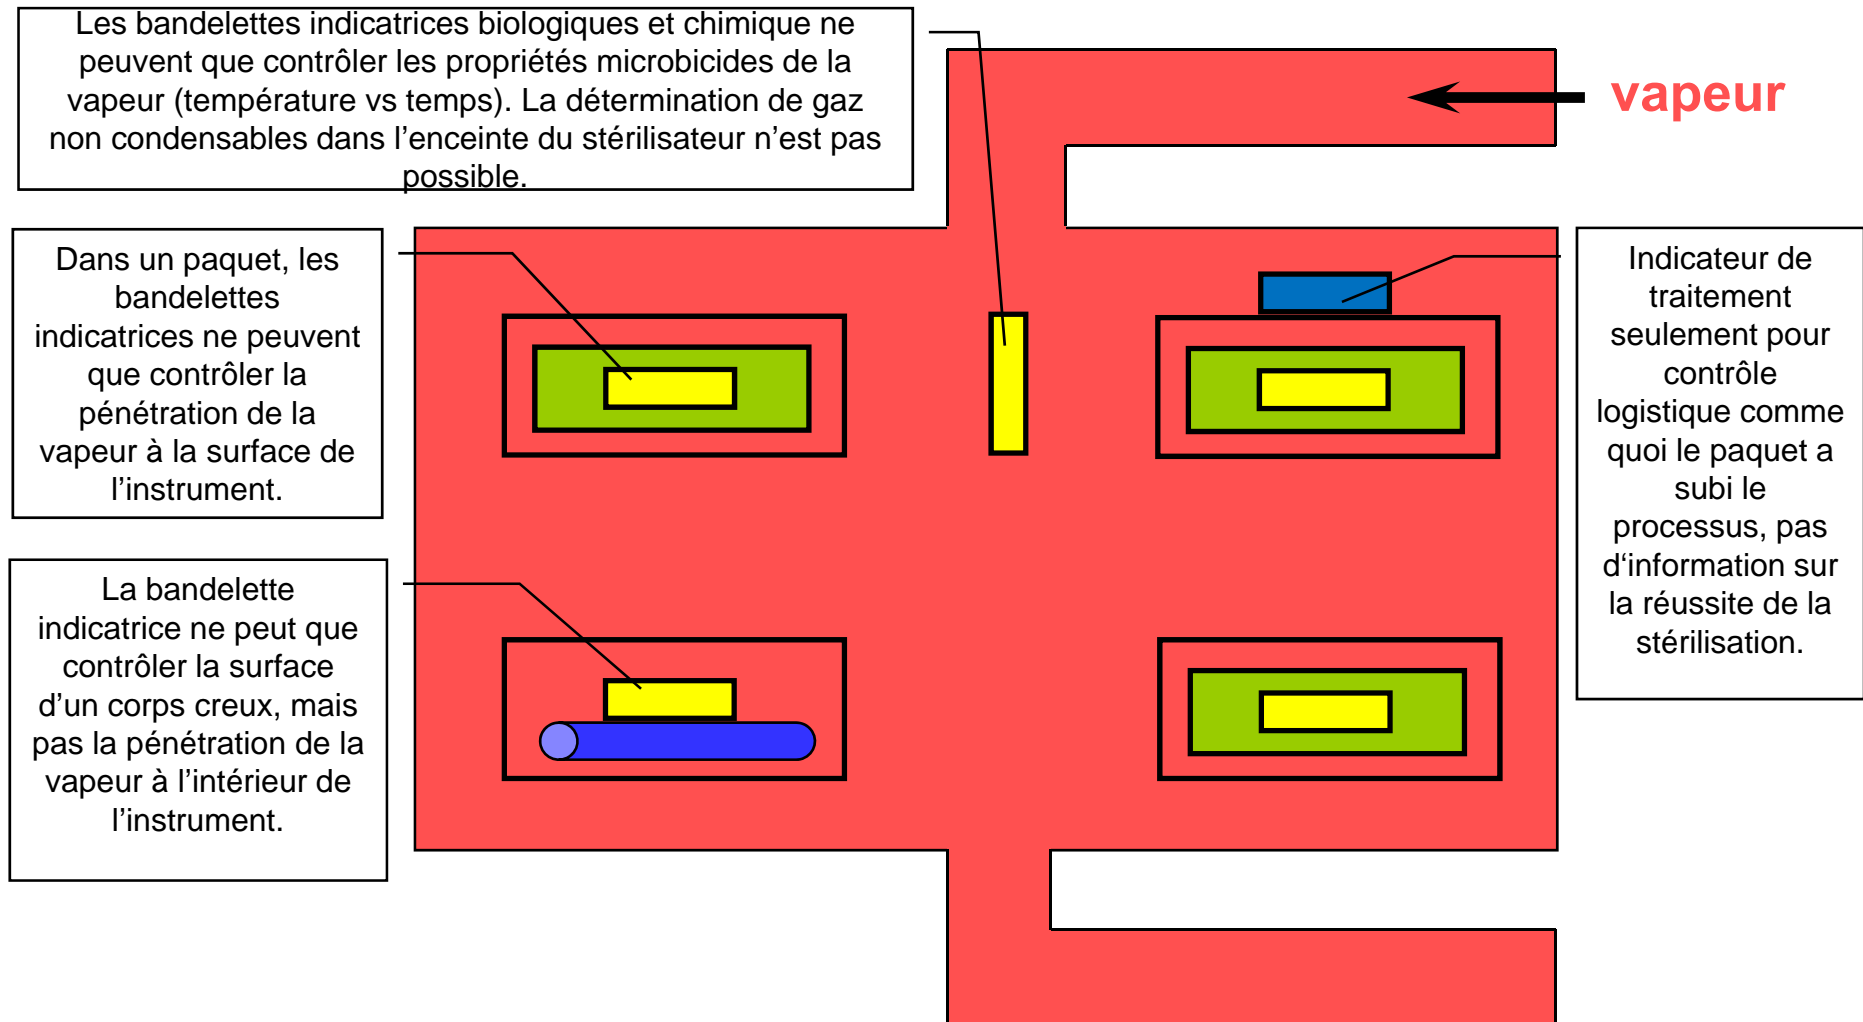 Les bandelettes indicatrices biologiques et chimique ne
peuvent que contrôler les propriétés microbicides de la
vapeur (température vs temps). La détermination de gaz
non condensables dans l’enceinte du stérilisateur n’est pas
possible.
vapeur
Dans un paquet, les
bandelettes
indicatrices ne peuvent
que contrôler la
pénétration de la
vapeur à la surface de
l’instrument.
La bandelette
indicatrice ne peut que
contrôler la surface
d’un corps creux, mais
pas la pénétration de la
vapeur à l’intérieur de
l’instrument.
Indicateur de
traitement
seulement pour
contrôle
logistique comme
quoi le paquet a
subi le
processus, pas
d‘information sur
la réussite de la
stérilisation.